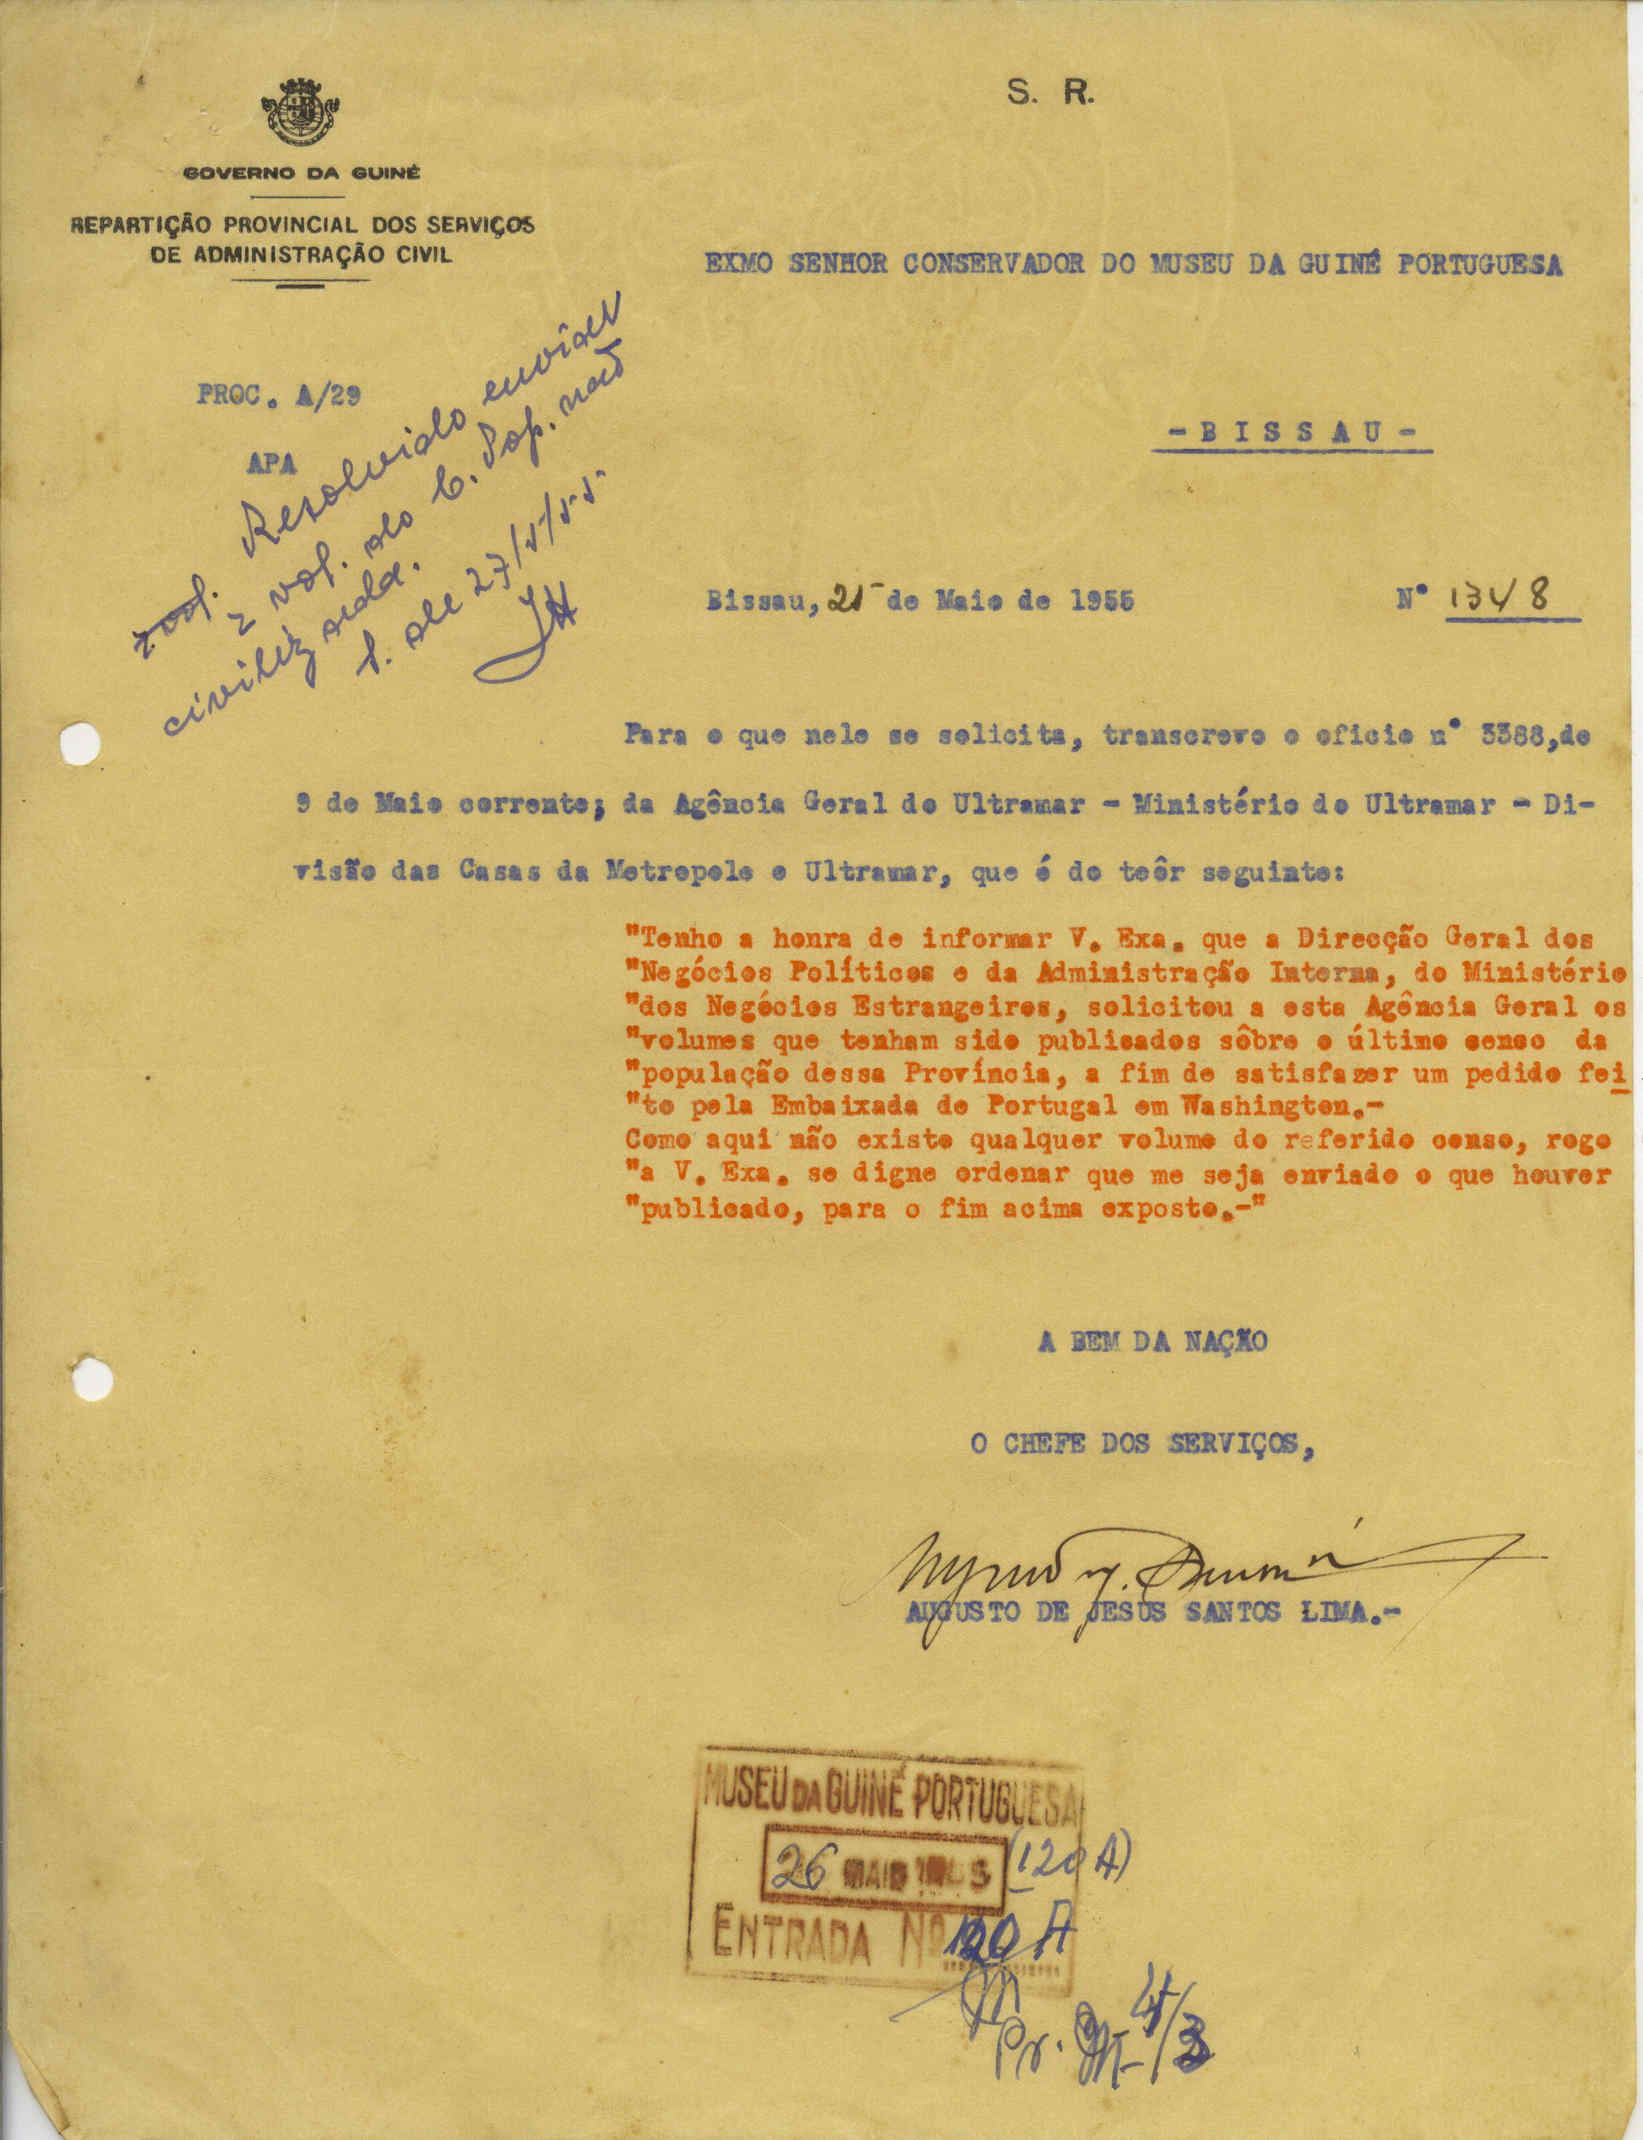 S. R.
GOVERNO DA GUINÉ
REPARTIÇÃO PROVINCIAL DOS SERVIÇOS
DE ADMINISTRAÇÃO CIVIL
EXMO SENHOR CONSERVADOR DO MUSEU DA GUINÉ PORTUGUESA
PROC. A/29
APA
- B I S S A U -
Resolvido enviar
2 vol. do C. Pop. não
civilizada.
27/5/55
Bissau, 21 de Maio de 1955
Nº 1348
Para o que nele se solicita, transcrevo o oficio nº 3388,de
9 de Maio corrente; da Agência Geral do Ultramar - Ministério do Ultramar - Di-
visão das Casas da Metropole e Ultramar, que é do teôr seguinte:
"Tenho a honra de informar V. Exa. que a Direcção Geral dos
"Negócios Políticos e da Administração Interna, do Ministério
"dos Negócios Estrangeiros, solicitou a esta Agência Geral os
"volumes que tenham sido publicados sôbre o último censo da
"população dessa Província, a fim de satisfazer um pedido fei
"to pela Embaixada de Portugal em Washington.-
Como aqui não existe qualquer volume do referido censo, rogo
"a V. Exa. se digne ordenar que me seja enviado o que houver
"publicado, para o fim acima exposto.-"
A BEM DA NAÇÃO
O CHEFE DOS SERVIÇOS,
AUGUSTO DE JESUS SANTOS LIMA.-
MUSEU DA GUINÉ PORTUGUESA
26 MAIO
(120 A)
ENTRADA Nº 120 A